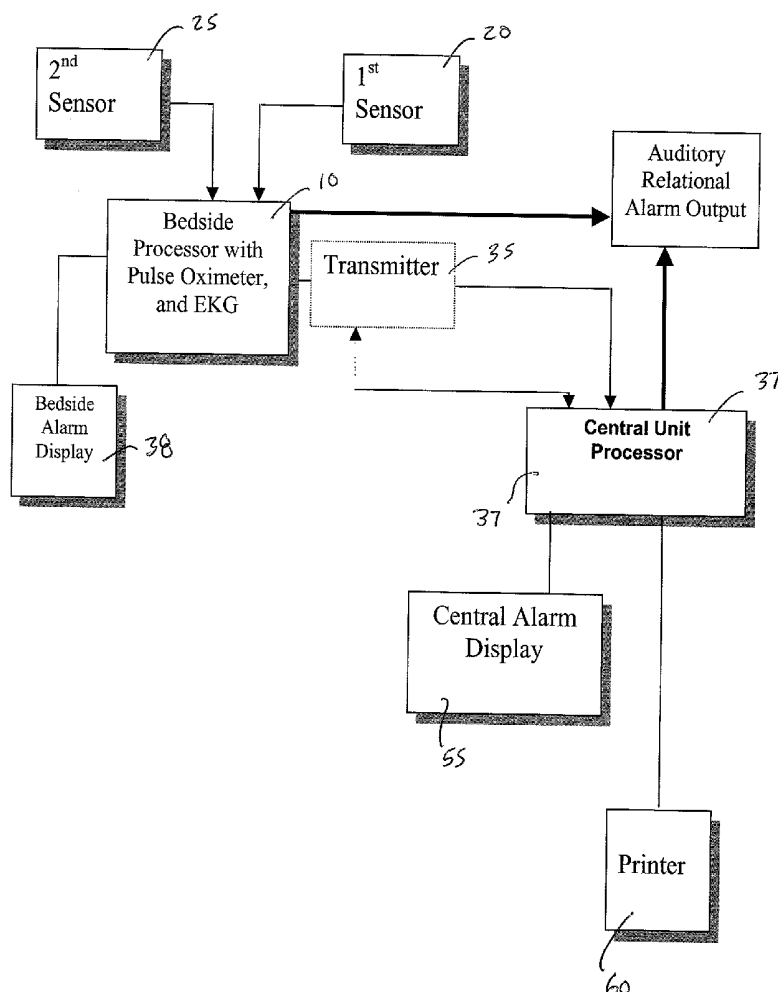 25
20
2nd
Sensor
1st
Sensor
10
Bedside
Processor with
Pulse Oximeter,
and EKG
Auditory
Relational
Alarm Output
Transmitter
35
Bedside
Alarm
Display
38
37
Central Unit
Processor
37
Central Alarm
Display
55
Printer
60